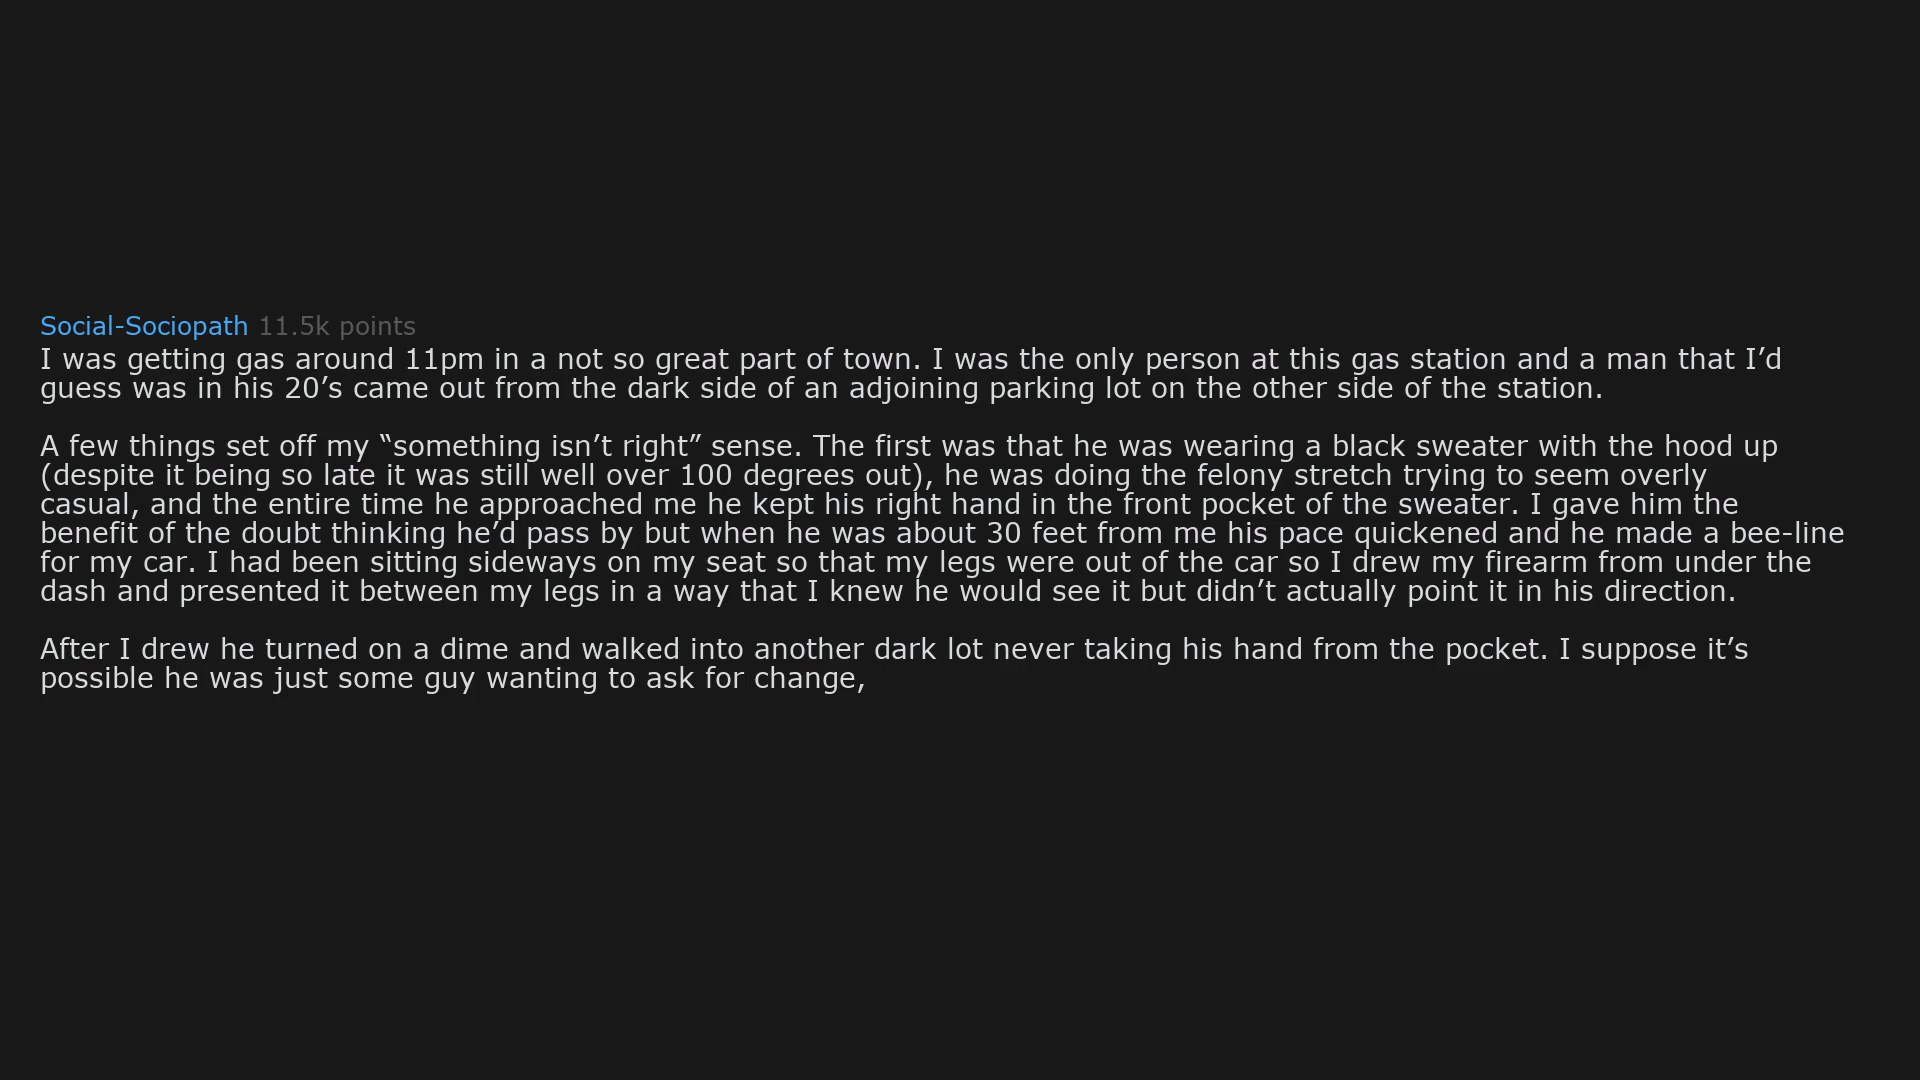 Social-Sociopath 11.5k points
I was getting gas around 11pm in a not so great part of town. I was the only person at this gas station and a man that I’d
guess was in his 20’s came out from the dark side of an adjoining parking lot on the other side of the station.
A few things set off my “something isn’t right” sense. The first was that he was wearing a black sweater with the hood up
(despite it being so late it was still well over 100 degrees out), he was doing the felony stretch trying to seem overly
casual, and the entire time he approached me he kept his right hand in the front pocket of the sweater. I gave him the
benefit of the doubt thinking he’d pass by but when he was about 30 feet from me his pace quickened and he made a bee-line
for my car. I had been sitting sideways on my seat so that my legs were out of the car so I drew my firearm from under the
dash and presented it between my legs in a way that I knew he would see it but didn’t actually point it in his direction.
After I drew he turned on a dime and walked into another dark lot never taking his hand from the pocket. I suppose it’s
possible he was just some guy wanting to ask for change,